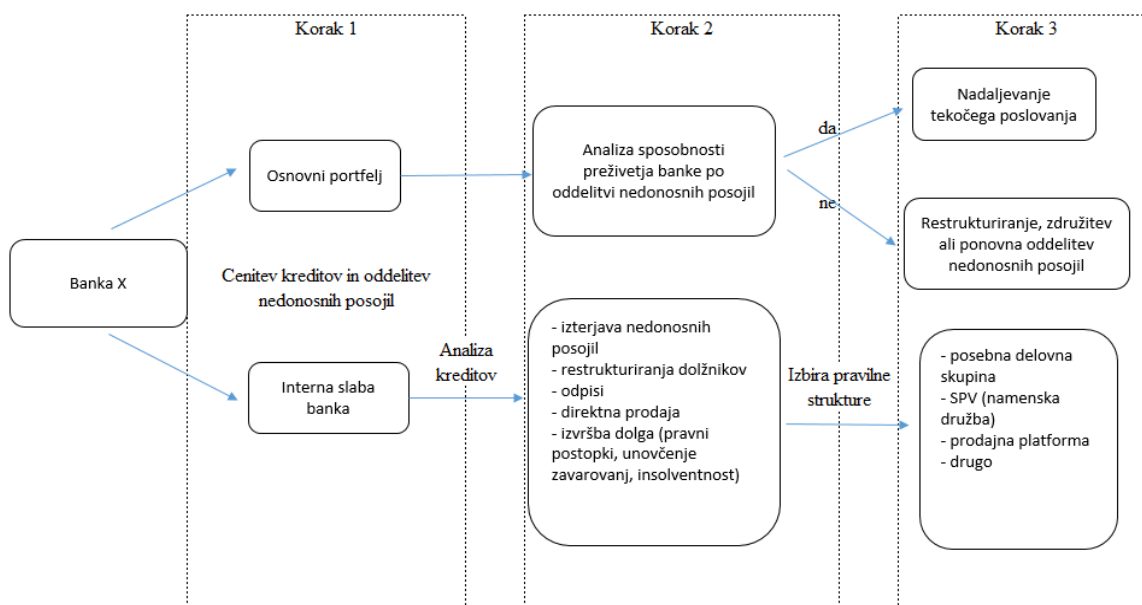 Korak 1
Korak 2
Korak 3
Banka X
Osnovni portfelj
Cenitev kreditov in oddelitev
nedonosnih posojil
Interna slaba
banka
Analiza
kreditov
Analiza sposobnosti
preživetja banke po
oddelitvi nedonosnih posojil
da
ne
- izterjava nedonosnih
posojil
- restrukturiranja dolžnikov
- odpisi
- direktna prodaja
- izvršba dolga (pravni
postopki, unovčenje
zavarovanj, insolventnost)
Izbira pravilne
strukture
Nadaljevanje
tekočega poslovanja
Restrukturiranje, združitev
ali ponovna oddelitev
nedonosnih posojil
- posebna delovna
skupina
- SPV (namenska
družba)
- prodajna platforma
- drugo